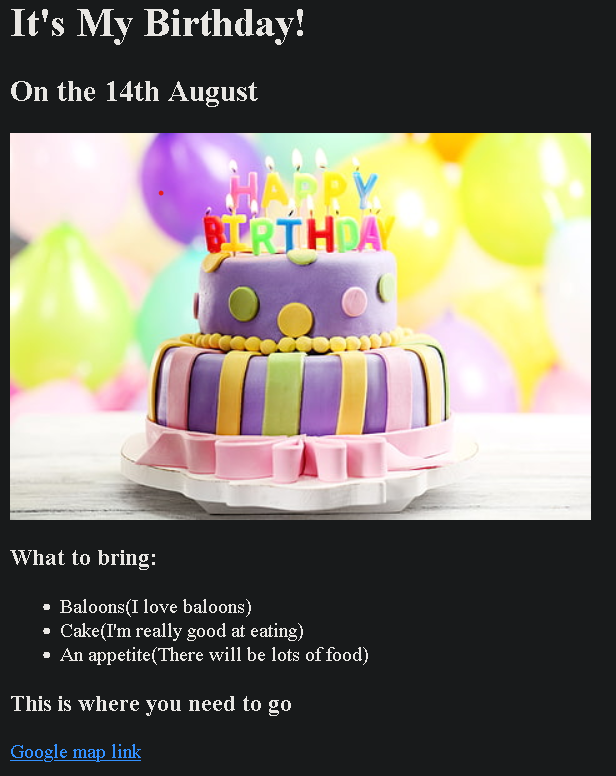 It's My Birthday!
On the 14th August
HAPPY
BIRTHDAY
What to bring:
Baloons(I love baloons)
Cake(I'm really good at eating)
An appetite(There will be lots of food)
This is where you need to go
Google map link